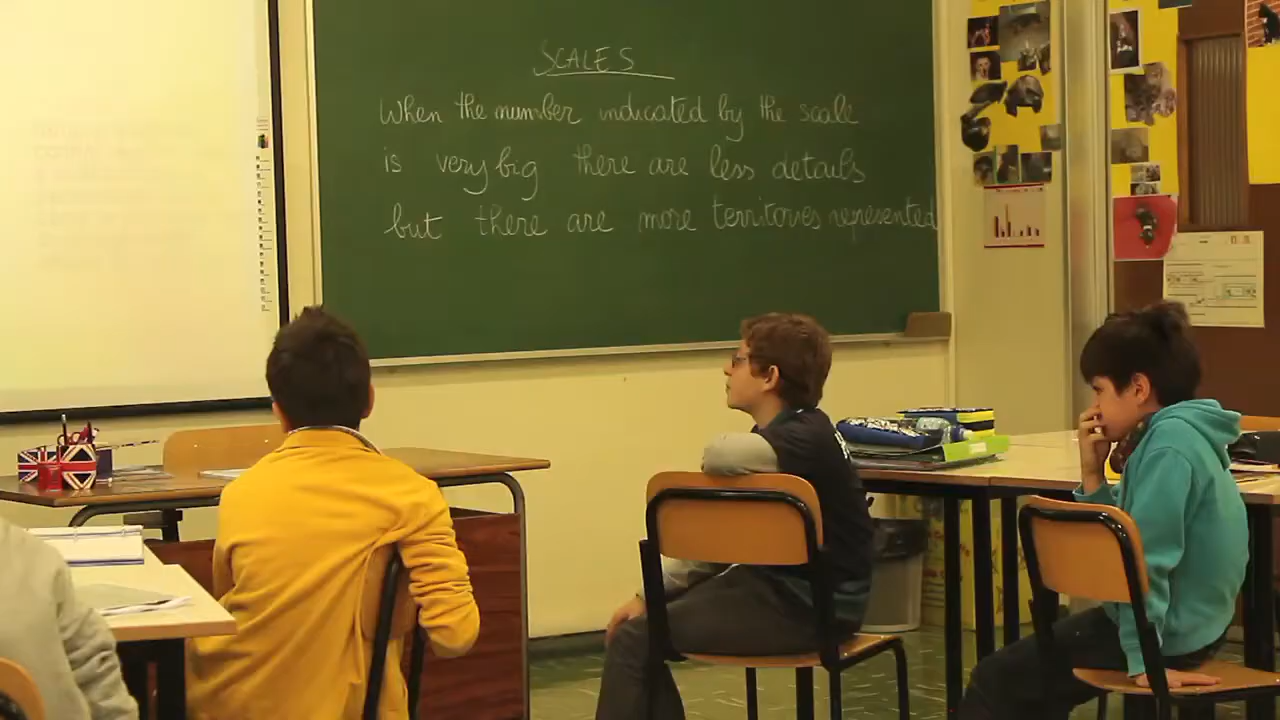 SCALES
When the number indicated by the scale
is very big there are less details
but there are more territories represented